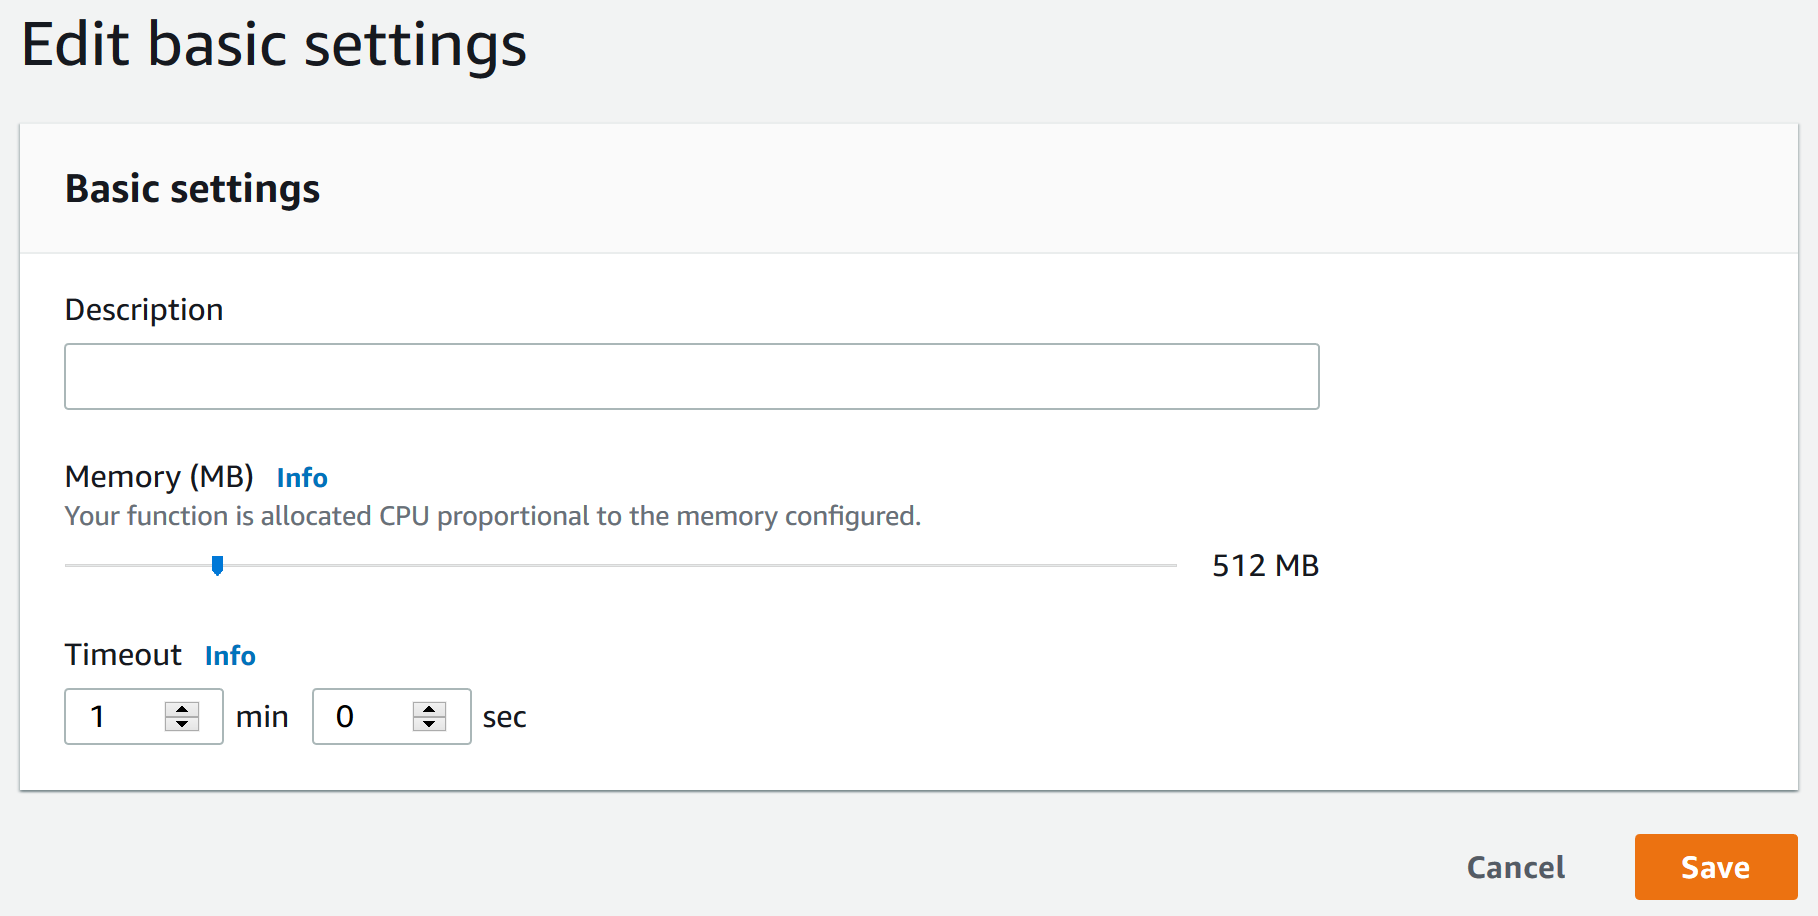 Edit basic settings
Basic settings
Description
Memory (MB) Info
Your function is allocated CPU proportional to the memory configured.
512 MB
Timeout Info
1 min 0 sec
Cancel Save